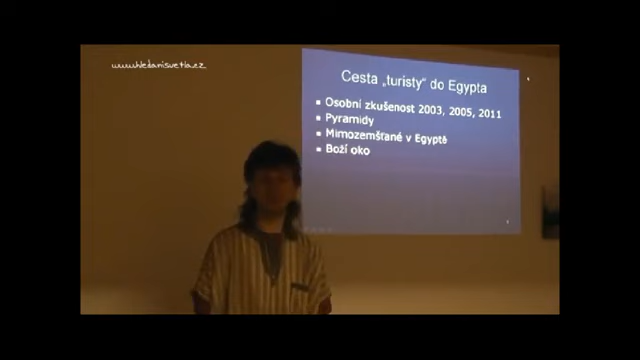 www.hledanisvetla.cz
Cesta „turisty“ do Egypta
Osobní zkušenost 2003, 2005, 2011
Pyramidy
Mimozemšťané v Egyptě
Boží oko